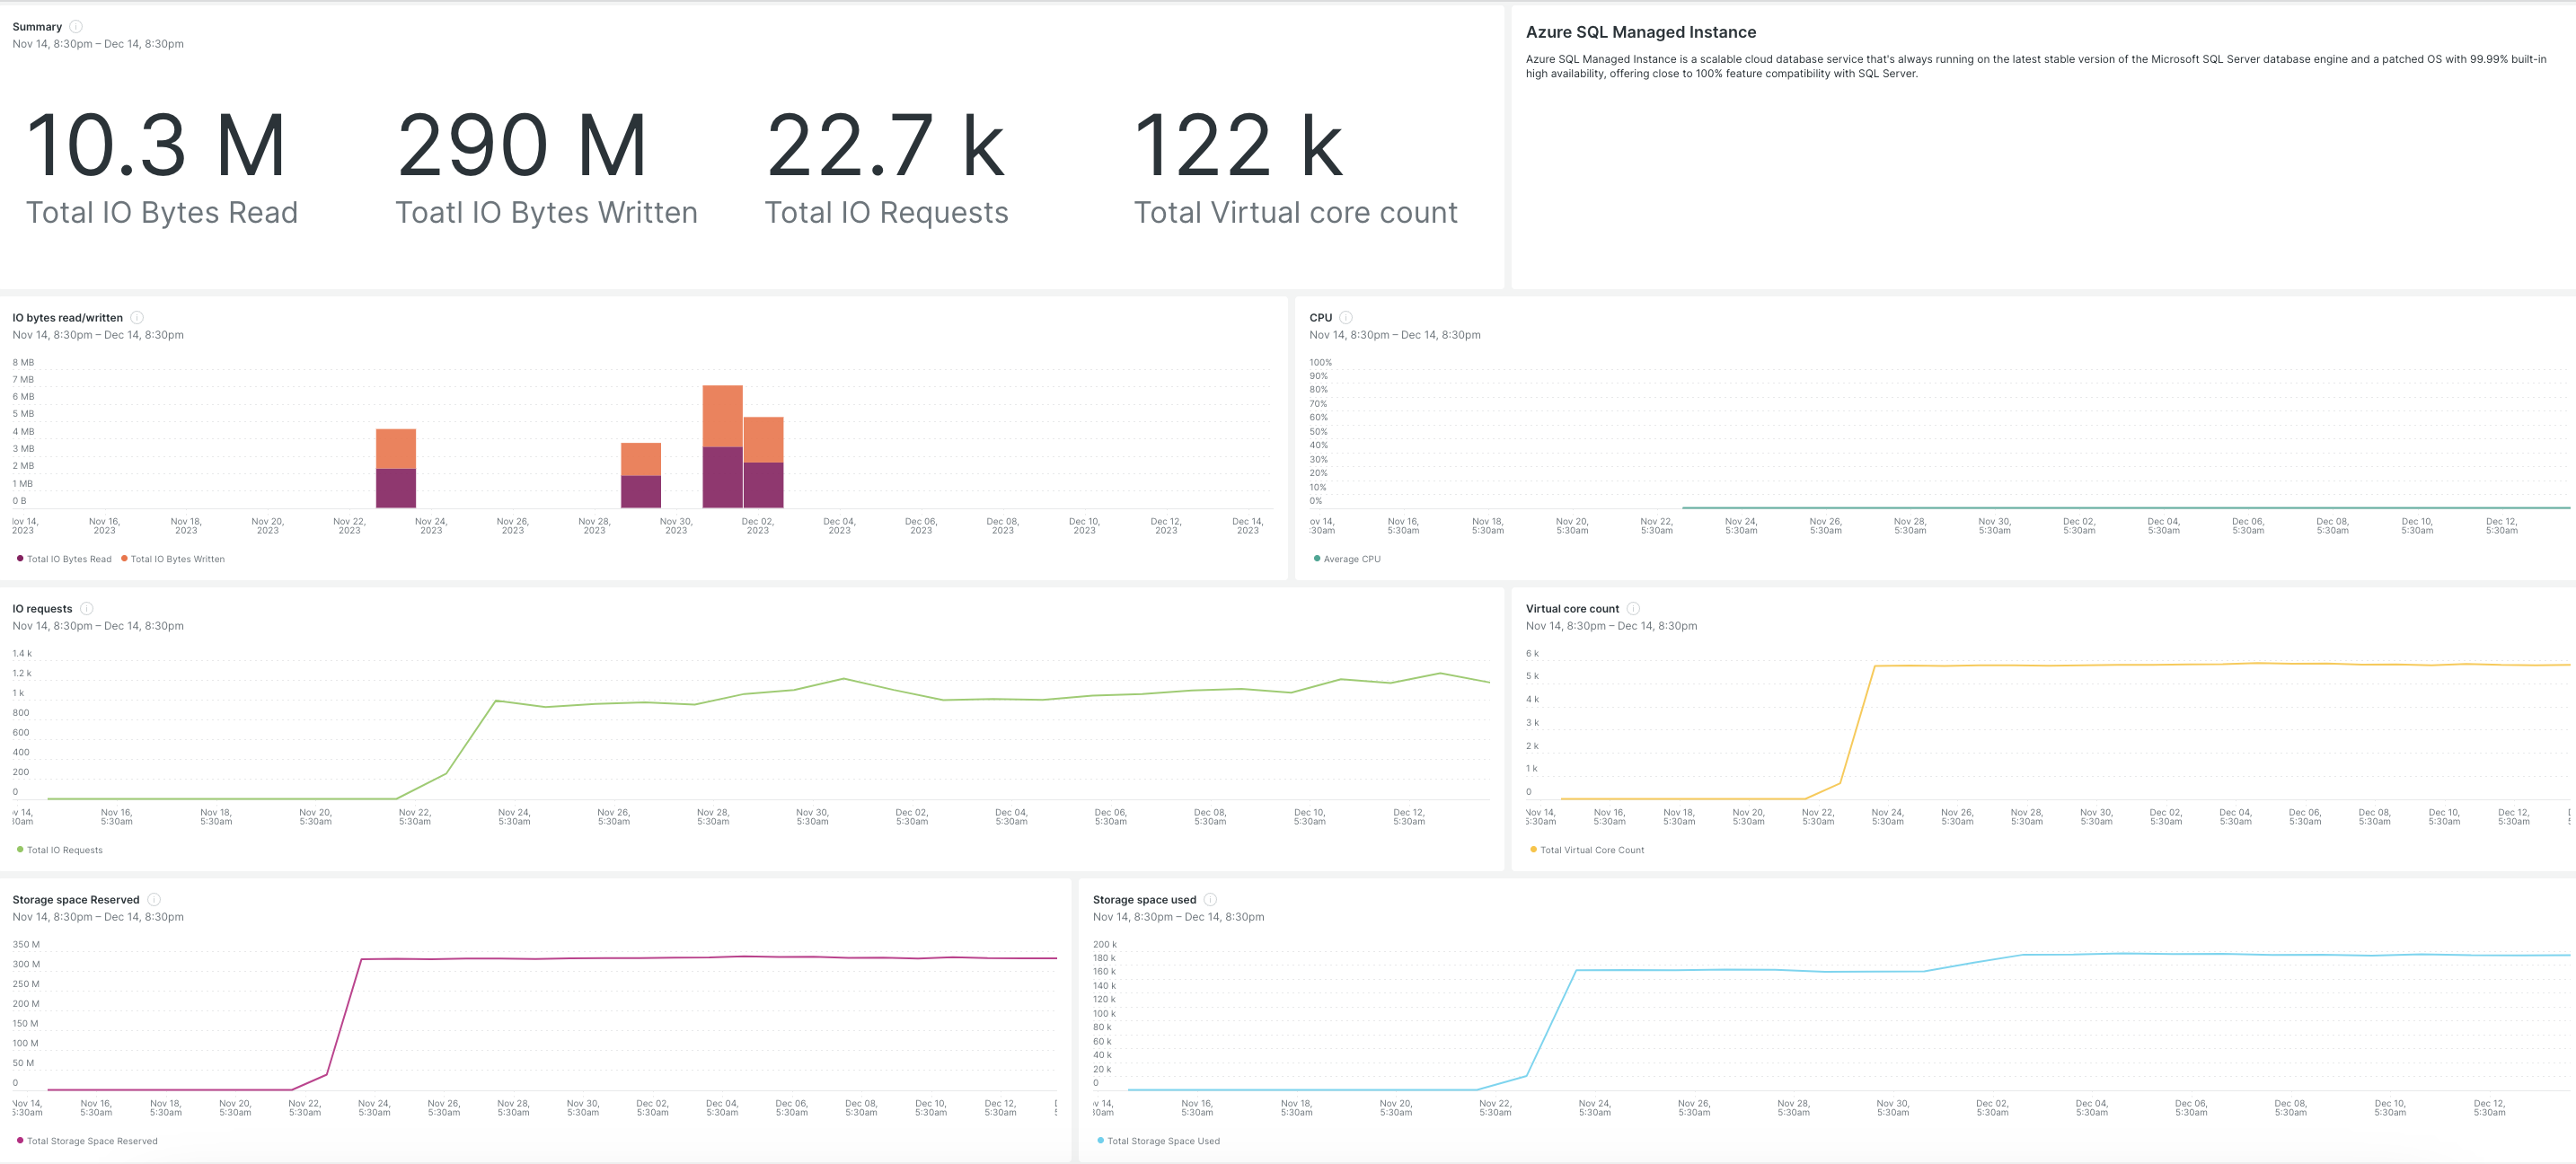 Summary
Nov 14, 8:30pm – Dec 14, 8:30pm
10.3 M
Total IO Bytes Read
290 M
Toatl IO Bytes Written
22.7 k
Total IO Requests
122 k
Total Virtual core count
Azure SQL Managed Instance
Azure SQL Managed Instance is a scalable cloud database service that's always running on the latest stable version of the Microsoft SQL Server database engine and a patched OS with 99.99% built-in
high availability, offering close to 100% feature compatibility with SQL Server.
IO bytes read/written
Nov 14, 8:30pm – Dec 14, 8:30pm
8 MB
7 MB
6 MB
5 MB
4 MB
3 MB
2 MB
1 MB
0 B
lov 14, Nov 16, Nov 18, Nov 20, Nov 22, Nov 24, Nov 26, Nov 28, Nov 30, Dec 02, Dec 04, Dec 06, Dec 08, Dec 10, Dec 12, Dec 14,
2023 2023 2023 2023 2023 2023 2023 2023 2023 2023 2023 2023 2023 2023 2023 2023
Total IO Bytes Read Total IO Bytes Written
CPU
Nov 14, 8:30pm – Dec 14, 8:30pm
100%
90%
80%
70%
60%
50%
40%
30%
20%
10%
0%
ov 14, Nov 16, Nov 18, Nov 20, Nov 22, Nov 24, Nov 26, Nov 28, Nov 30, Dec 02, Dec 04, Dec 06, Dec 08, Dec 10, Dec 12,
:30am 5:30am 5:30am 5:30am 5:30am 5:30am 5:30am 5:30am 5:30am 5:30am 5:30am 5:30am 5:30am 5:30am 5:30am
Average CPU
IO requests
Nov 14, 8:30pm – Dec 14, 8:30pm
1.4 k
1.2 k
1 k
800
600
400
200
0
v 14, Nov 16, Nov 18, Nov 20, Nov 22, Nov 24, Nov 26, Nov 28, Nov 30, Dec 02, Dec 04, Dec 06, Dec 08, Dec 10, Dec 12,
i0am 5:30am 5:30am 5:30am 5:30am 5:30am 5:30am 5:30am 5:30am 5:30am 5:30am 5:30am 5:30am 5:30am 5:30am
Total IO Requests
Virtual core count
Nov 14, 8:30pm – Dec 14, 8:30pm
6 k
5 k
4 k
3 k
2 k
1 k
0
Nov 14, Nov 16, Nov 18, Nov 20, Nov 22, Nov 24, Nov 26, Nov 28, Nov 30, Dec 02, Dec 04, Dec 06, Dec 08, Dec 10, Dec 12,
5:30am 5:30am 5:30am 5:30am 5:30am 5:30am 5:30am 5:30am 5:30am 5:30am 5:30am 5:30am 5:30am 5:30am 5:30am
Total Virtual Core Count
Storage space Reserved
Nov 14, 8:30pm – Dec 14, 8:30pm
350 M
300 M
250 M
200 M
150 M
100 M
50 M
0
Nov 14, Nov 16, Nov 18, Nov 20, Nov 22, Nov 24, Nov 26, Nov 28, Nov 30, Dec 02, Dec 04, Dec 06, Dec 08, Dec 10, Dec 12,
5:30am 5:30am 5:30am 5:30am 5:30am 5:30am 5:30am 5:30am 5:30am 5:30am 5:30am 5:30am 5:30am 5:30am 5:30am
Total Storage Space Reserved
Storage space used
Nov 14, 8:30pm – Dec 14, 8:30pm
200 k
180 k
160 k
140 k
120 k
100 k
80 k
60 k
40 k
20 k
0
v 14, Nov 16, Nov 18, Nov 20, Nov 22, Nov 24, Nov 26, Nov 28, Nov 30, Dec 02, Dec 04, Dec 06, Dec 08, Dec 10, Dec 12,
30am 5:30am 5:30am 5:30am 5:30am 5:30am 5:30am 5:30am 5:30am 5:30am 5:30am 5:30am 5:30am 5:30am 5:30am
Total Storage Space Used